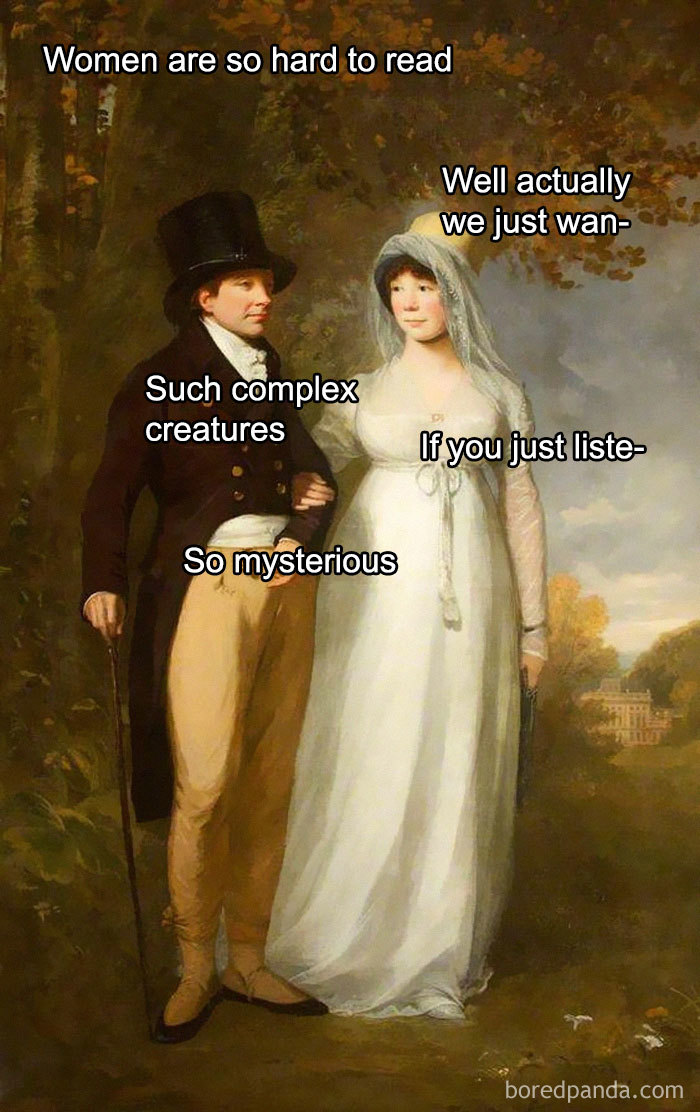 Women are so hard to read
Well actually
we just wan-
Such complex
creatures
If you just liste-
So mysterious
boredpanda.com